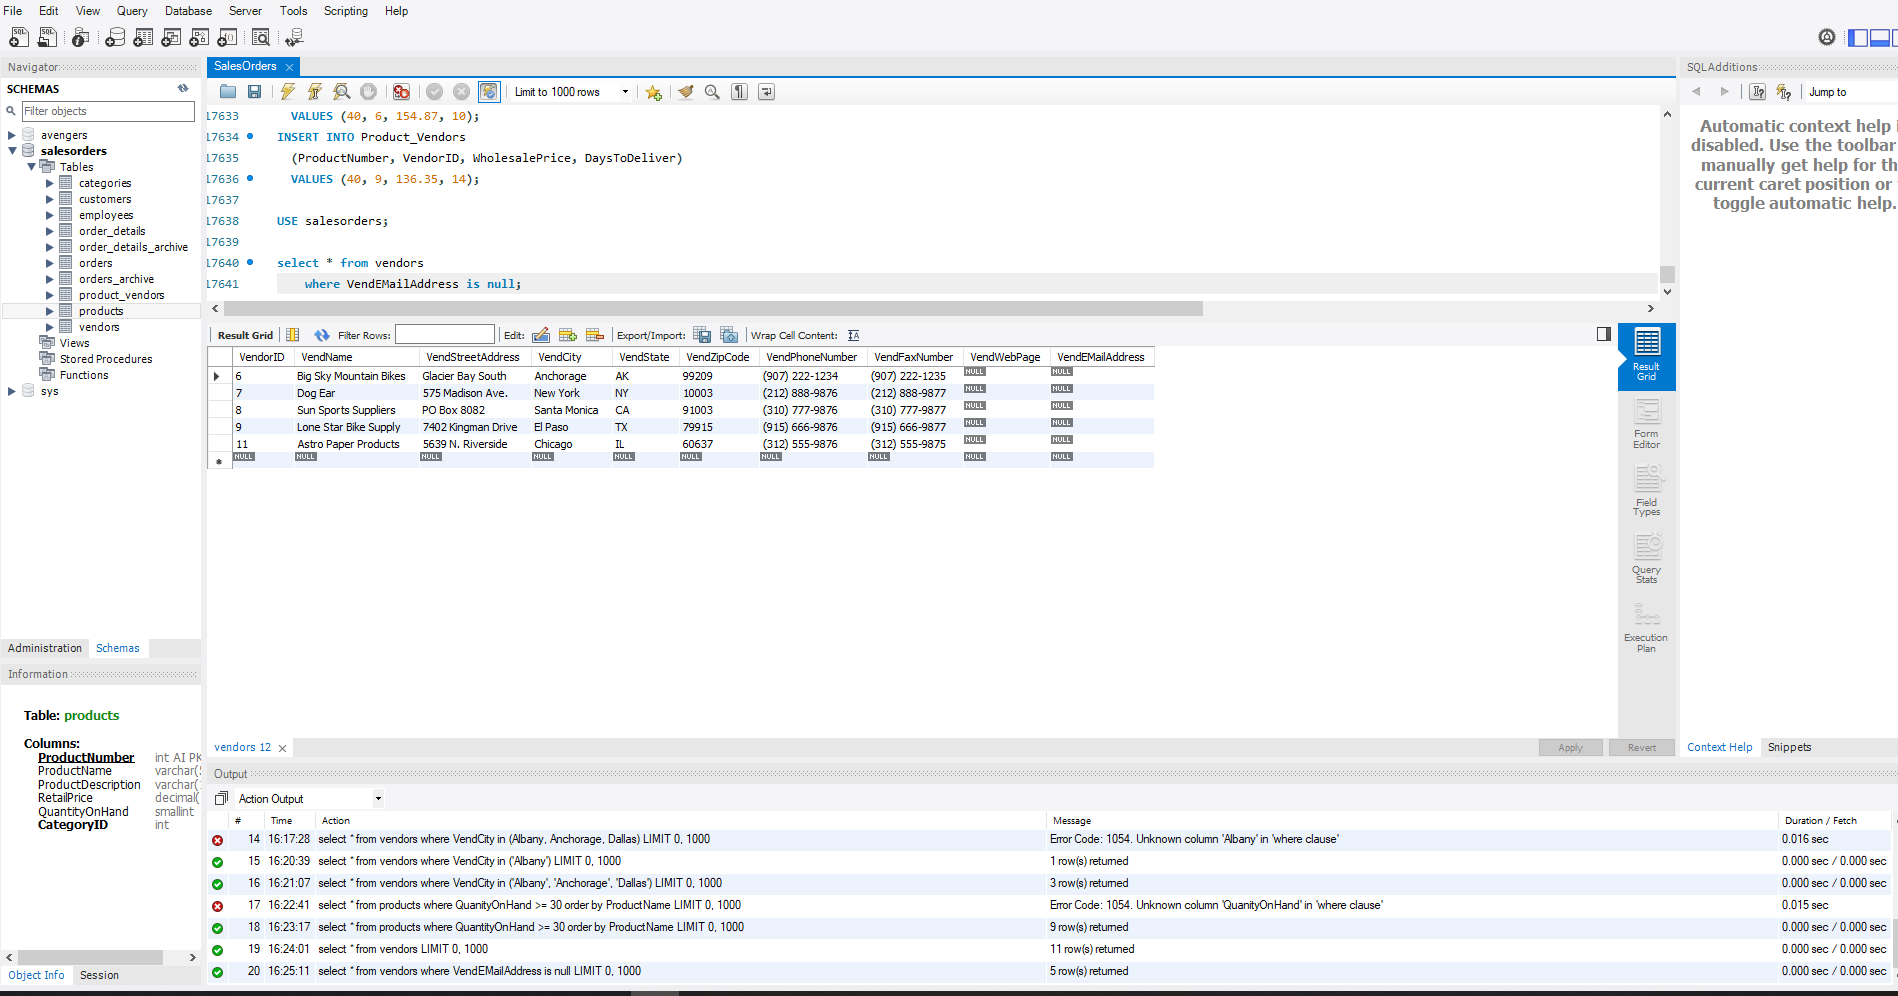 File Edit View Query Database Server Tools Scripting Help
Navigator
SCHEMAS
Filter objects
avengers
salesorders
Tables
categories
customers
employees
order_details
order_details_archive
orders
orders_archive
product_vendors
products
vendors
Views
Stored Procedures
Functions
sys
Administration Schemas
Information
Table: products
Columns:
ProductNumber int AI PK
ProductName varchar(
ProductDescription varchar(
RetailPrice decimal(
QuantityOnHand smallint
CategoryID int
Object Info Session
SalesOrders
Limit to 1000 rows
17633 VALUES (40, 6, 154.87, 10);
17634 INSERT INTO Product_Vendors
17635 (ProductNumber, VendorID, WholesalePrice, DaysToDeliver)
17636 VALUES (40, 9, 136.35, 14);
17637
17638 USE salesorders;
17639
17640 select * from vendors
17641 where VendEMailAddress is null;
Result Grid Filter Rows: Edit: Export/Import: Wrap Cell Content:
VendorID VendName VendStreetAddress VendCity VendState VendZipCode VendPhoneNumber VendFaxNumber VendWebPage VendEMailAddress
6 Big Sky Mountain Bikes Glacier Bay South Anchorage AK 99209 (907) 222-1234 (907) 222-1235 NULL NULL
7 Dog Ear 575 Madison Ave. New York NY 10003 (212) 888-9876 (212) 888-9877 NULL NULL
8 Sun Sports Suppliers PO Box 8082 Santa Monica CA 91003 (310) 777-9876 (310) 777-9877 NULL NULL
9 Lone Star Bike Supply 7402 Kingman Drive El Paso TX 79915 (915) 666-9876 (915) 666-9877 NULL NULL
11 Astro Paper Products 5639 N. Riverside Chicago IL 60637 (312) 555-9876 (312) 555-9875 NULL NULL
NULL NULL NULL NULL NULL NULL NULL NULL NULL NULL
Result
Grid
Form
Editor
Field
Types
Query
Stats
Execution
Plan
vendors 12 Apply Revert
Output
Action Output
# Time Action Message Duration / Fetch
14 16:17:28 select * from vendors where VendCity in (Albany, Anchorage, Dallas) LIMIT 0, 1000 Error Code: 1054. Unknown column 'Albany' in 'where clause' 0.016 sec
15 16:20:39 select * from vendors where VendCity in ('Albany') LIMIT 0, 1000 1 row(s) returned 0.000 sec / 0.000 sec
16 16:21:07 select * from vendors where VendCity in ('Albany', 'Anchorage', 'Dallas') LIMIT 0, 1000 3 row(s) returned 0.000 sec / 0.000 sec
17 16:22:41 select * from products where QuanityOnHand >= 30 order by ProductName LIMIT 0, 1000 Error Code: 1054. Unknown column 'QuanityOnHand' in 'where clause' 0.015 sec
18 16:23:17 select * from products where QuantityOnHand >= 30 order by ProductName LIMIT 0, 1000 9 row(s) returned 0.000 sec / 0.000 sec
19 16:24:01 select * from vendors LIMIT 0, 1000 11 row(s) returned 0.000 sec / 0.000 sec
20 16:25:11 select * from vendors where VendEMailAddress is null LIMIT 0, 1000 5 row(s) returned 0.000 sec / 0.000 sec
SQLAdditions
Jump to
Automatic context help i
disabled. Use the toolbar
manually get help for th
current caret position or
toggle automatic help.
Context Help Snippets